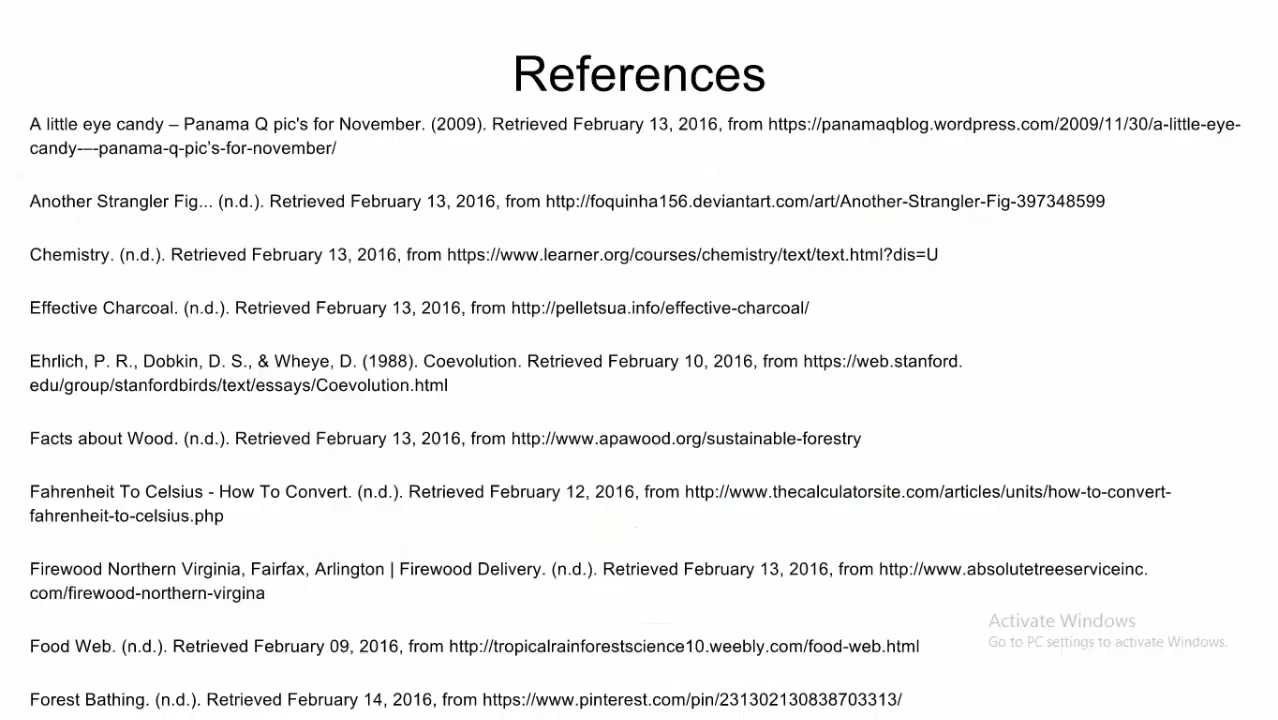 References
A little eye candy – Panama Q pic's for November. (2009). Retrieved February 13, 2016, from https://panamaqblog.wordpress.com/2009/11/30/a-little-eye-
candy-–-panama-q-pic’s-for-november/
Another Strangler Fig... (n.d.). Retrieved February 13, 2016, from http://foquinha156.deviantart.com/art/Another-Strangler-Fig-397348599
Chemistry. (n.d.). Retrieved February 13, 2016, from https://www.learner.org/courses/chemistry/text/text.html?dis=U
Effective Charcoal. (n.d.). Retrieved February 13, 2016, from http://pelletsua.info/effective-charcoal/
Ehrlich, P. R., Dobkin, D. S., & Wheye, D. (1988). Coevolution. Retrieved February 10, 2016, from https://web.stanford.
edu/group/stanfordbirds/text/essays/Coevolution.html
Facts about Wood. (n.d.). Retrieved February 13, 2016, from http://www.apawood.org/sustainable-forestry
Fahrenheit To Celsius - How To Convert. (n.d.). Retrieved February 12, 2016, from http://www.thecalculatorsite.com/articles/units/how-to-convert-
fahrenheit-to-celsius.php
Firewood Northern Virginia, Fairfax, Arlington | Firewood Delivery. (n.d.). Retrieved February 13, 2016, from http://www.absolutetreeserviceinc.
com/firewood-northern-virgina
Food Web. (n.d.). Retrieved February 09, 2016, from http://tropicalrainforestscience10.weebly.com/food-web.html
Forest Bathing. (n.d.). Retrieved February 14, 2016, from https://www.pinterest.com/pin/231302130838703313/
Activate Windows
Go to PC settings to activate Windows.